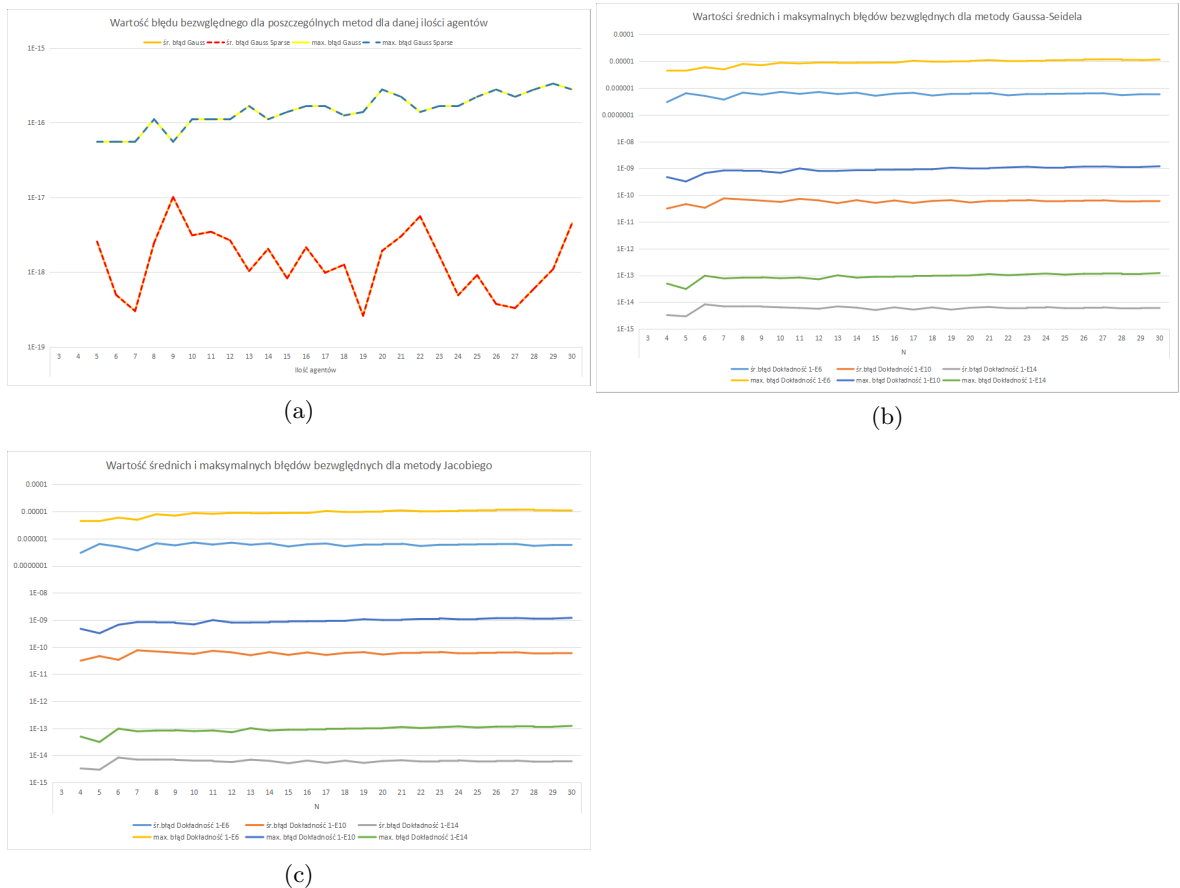 Wartość błędu bezwględnego dla poszczególnych metod dla danej ilości agentów
śr. błąd Gauss śr. błąd Gauss Sparse max. błąd Gauss max. błąd Gauss Sparse
1E-15
1E-16
1E-17
1E-18
1E-19
3 4 5 6 7 8 9 10 11 12 13 14 15 16 17 18 19 20 21 22 23 24 25 26 27 28 29 30
Ilość agentów
(a)
Wartości średnich i maksymalnych błędów bezwględnych dla metody Gaussa-Seidela
0.0001
0.00001
0.000001
0.0000001
1E-08
1E-09
1E-10
1E-11
1E-12
1E-13
1E-14
1E-15
3 4 5 6 7 8 9 10 11 12 13 14 15 16 17 18 19 20 21 22 23 24 25 26 27 28 29 30
N
śr.błąd Dokładność 1-E6 śr.błąd Dokładność 1-E10 śr.błąd Dokładność 1-E14
max. błąd Dokładność 1-E6 max. błąd Dokładność 1-E10 max. błąd Dokładność 1-E14
(b)
Wartość średnich i maksymalnych błędów bezwględnych dla metody Jacobiego
0.0001
0.00001
0.000001
0.0000001
1E-08
1E-09
1E-10
1E-11
1E-12
1E-13
1E-14
1E-15
3 4 5 6 7 8 9 10 11 12 13 14 15 16 17 18 19 20 21 22 23 24 25 26 27 28 29 30
N
śr.błąd Dokładność 1-E6 śr.błąd Dokładność 1-E10 śr.błąd Dokładność 1-E14
max. błąd Dokładność 1-E6 max. błąd Dokładność 1-E10 max. błąd Dokładność 1-E14
(c)